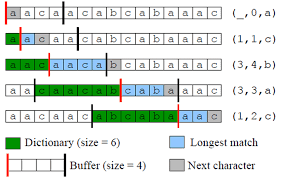 a a c a a c a b c a b a a a c (_,0,a)
a a c a a c a b c a b a a a c (1,1,c)
a a c a a c a b c a b a a a c (3,4,b)
a a c a a c a b c a b a a a c (3,3,a)
a a c a a c a b c a b a a a c (1,2,c)
Dictionary (size = 6) Longest match
Buffer (size = 4) Next character